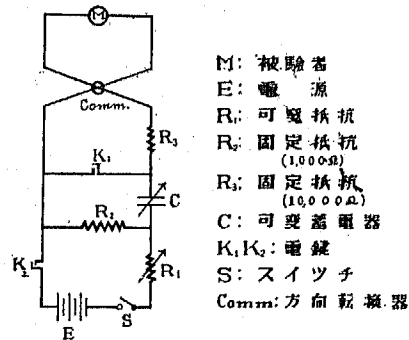 M
Comm.
R₃
K₁
C
R₂
K₂
R₁
E
S
M: 被験者
E: 電源
R₁: 可変抵抗
R₂: 固定抵抗
(1,000Ω)
R₃: 固定抵抗
(10,000Ω)
C: 可変蓄電器
K₁K₂: 電鍵
S: スイツチ
Comm: 方向転換器